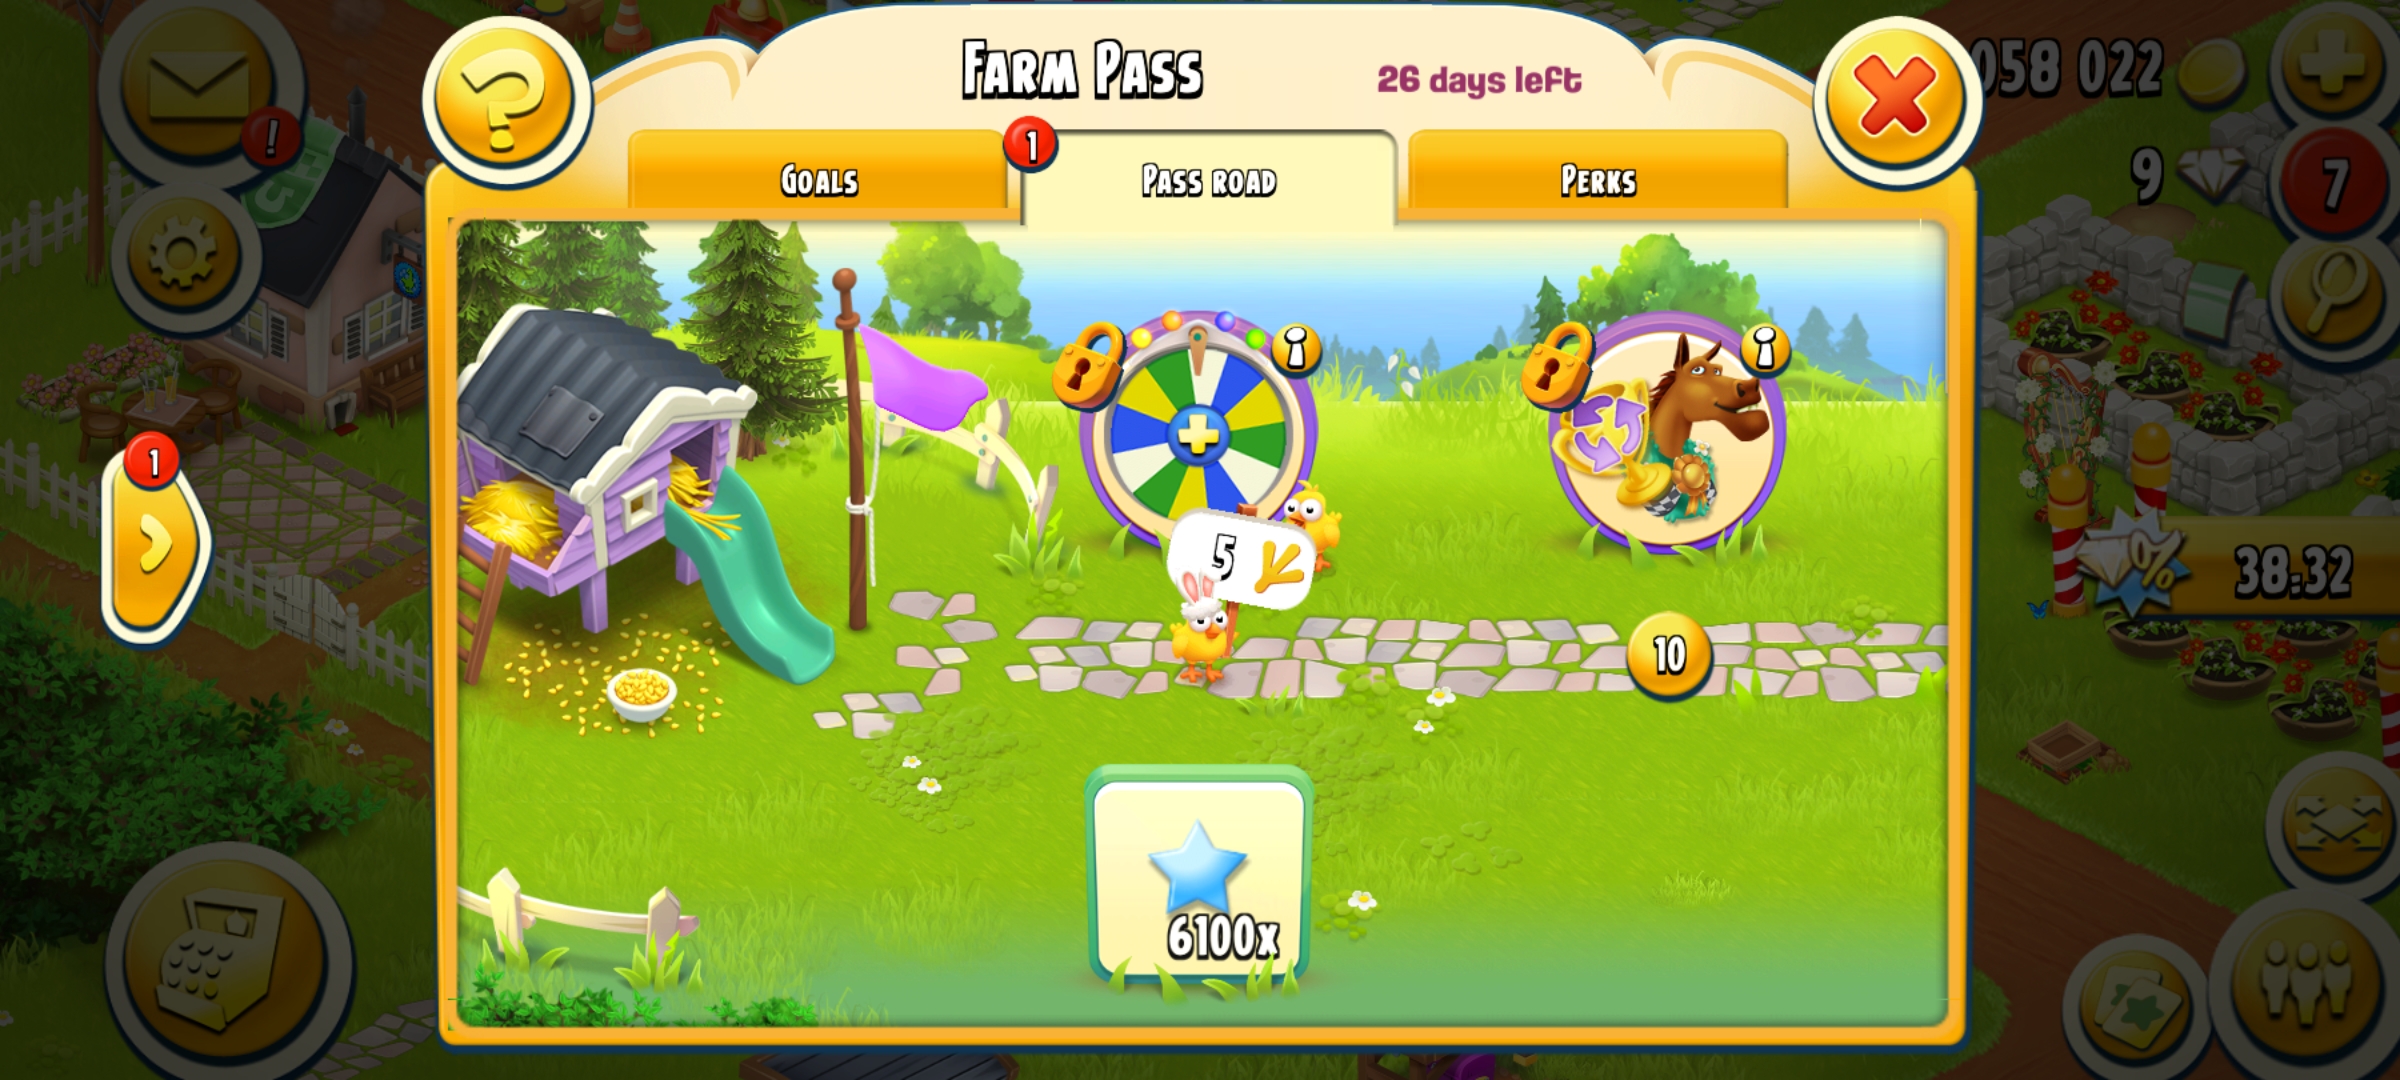 FARM PASS
26 days left
058 022
!
1
GOALS
PASS ROAD
PERKS
9
7
1
5
10
0%
38:32
6100x